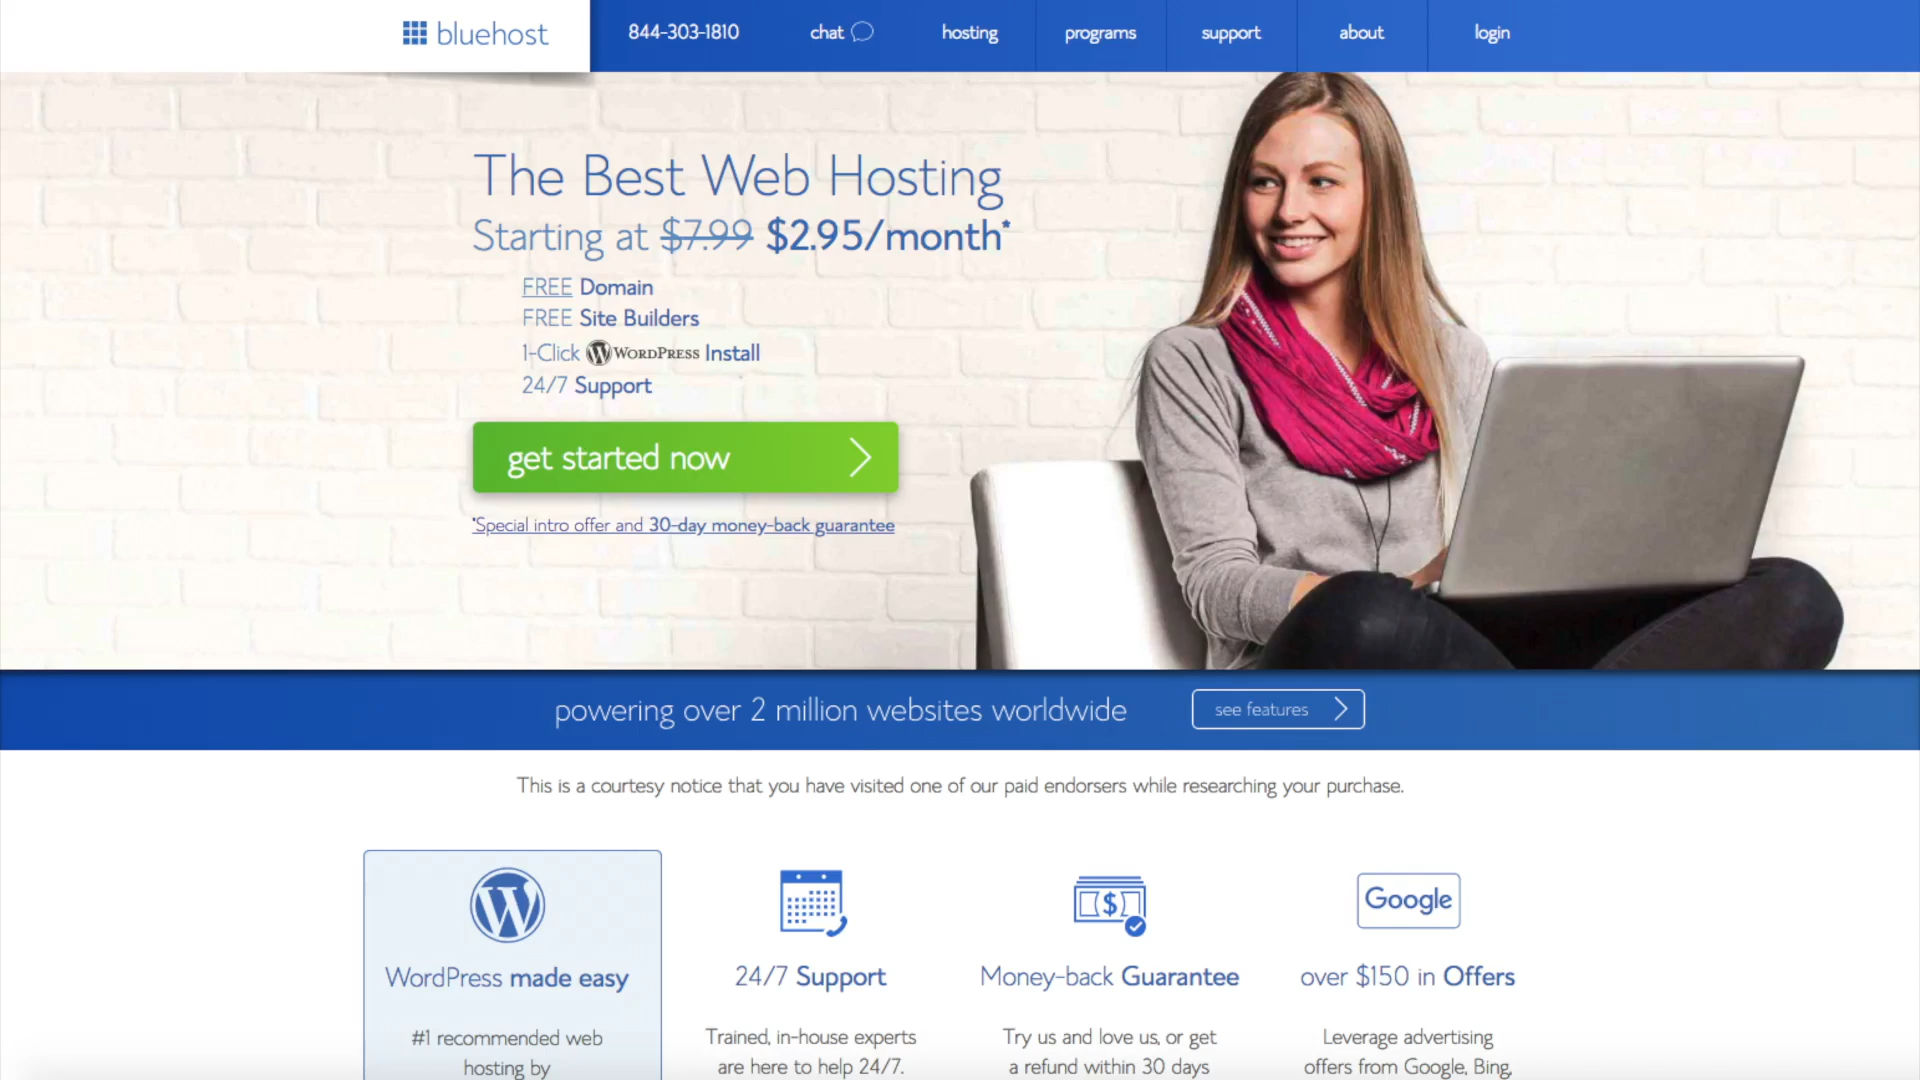 bluehost
844-303-1810
chat
hosting
programs
support
about
login
The Best Web Hosting
Starting at $7.99 $2.95/month*
FREE Domain
FREE Site Builders
1-Click WORDPRESS Install
24/7 Support
get started now
*Special intro offer and 30-day money-back guarantee
powering over 2 million websites worldwide
see features
This is a courtesy notice that you have visited one of our paid endorsers while researching your purchase.
WordPress made easy
#1 recommended web
hosting by
24/7 Support
Trained, in-house experts
are here to help 24/7.
Money-back Guarantee
Try us and love us, or get
a refund within 30 days
Google
over $150 in Offers
Leverage advertising
offers from Google, Bing,